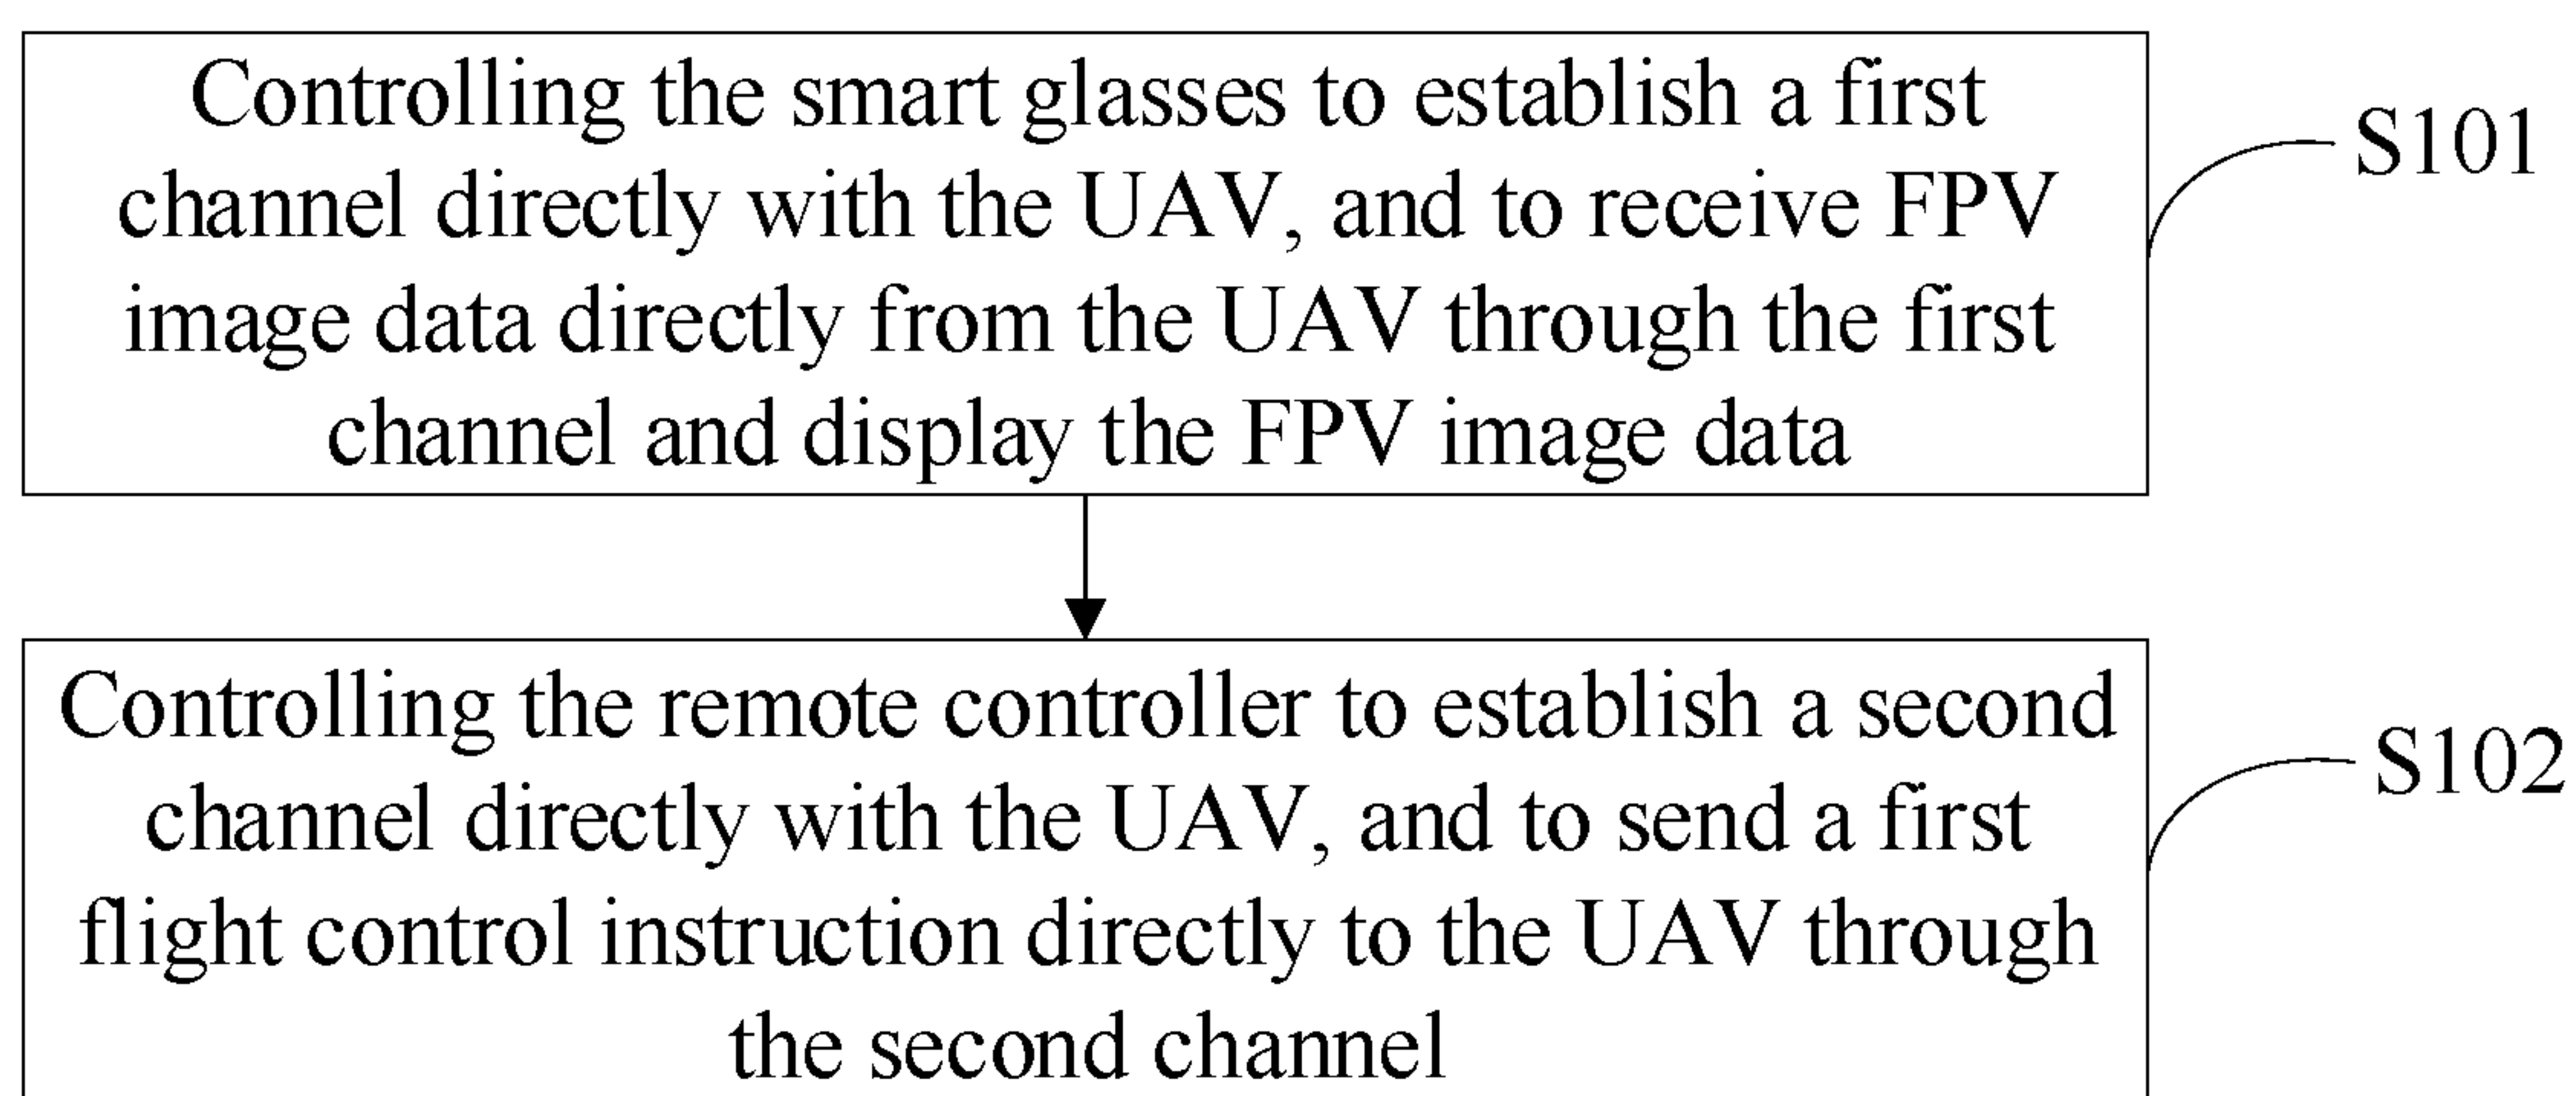 Controlling the smart glasses to establish a first
channel directly with the UAV, and to receive FPV
image data directly from the UAV through the first
channel and display the FPV image data
S101
Controlling the remote controller to establish a second
channel directly with the UAV, and to send a first
flight control instruction directly to the UAV through
the second channel
S102